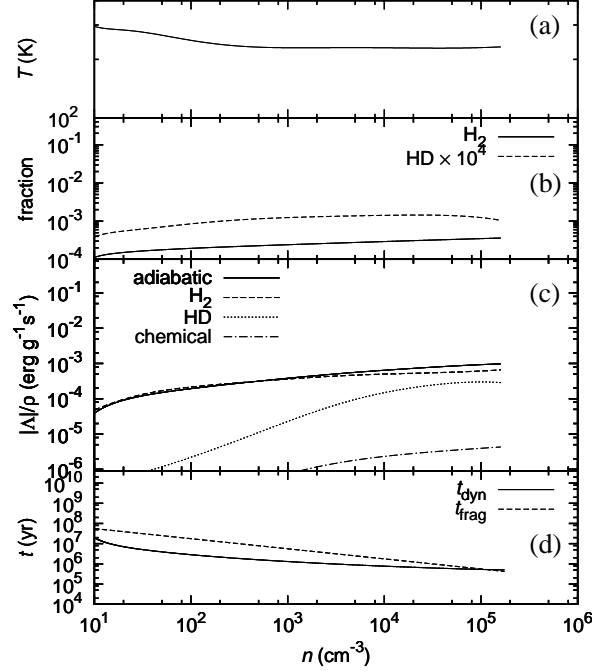 T (K)
(a)
10^2
fraction
10^-1
10^-2
10^-3
10^-4
H_2
HD × 10^4
(b)
|Λ|/ρ (erg g^-1 s^-1)
10^-1
10^-2
10^-3
10^-4
10^-5
10^-6
adiabatic
H_2
HD
chemical
(c)
t (yr)
10^10
10^9
10^8
10^7
10^6
10^5
10^4
t_dyn
t_frag
(d)
10^1 10^2 10^3 10^4 10^5 10^6
n (cm^-3)